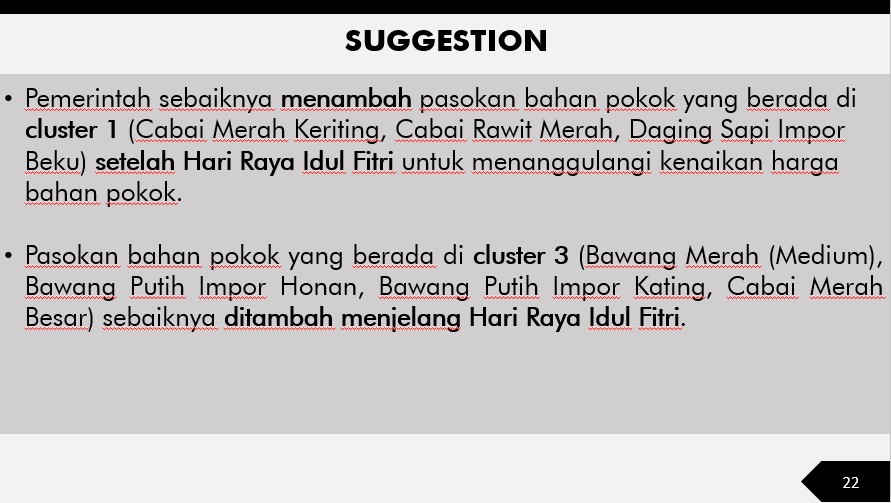 SUGGESTION
• Pemerintah sebaiknya menambah pasokan bahan pokok yang berada di
cluster 1 (Cabai Merah Keriting, Cabai Rawit Merah, Daging Sapi Impor
Beku) setelah Hari Raya Idul Fitri untuk menanggulangi kenaikan harga
bahan pokok.
• Pasokan bahan pokok yang berada di cluster 3 (Bawang Merah (Medium),
Bawang Putih Impor Honan, Bawang Putih Impor Kating, Cabai Merah
Besar) sebaiknya ditambah menjelang Hari Raya Idul Fitri.
22